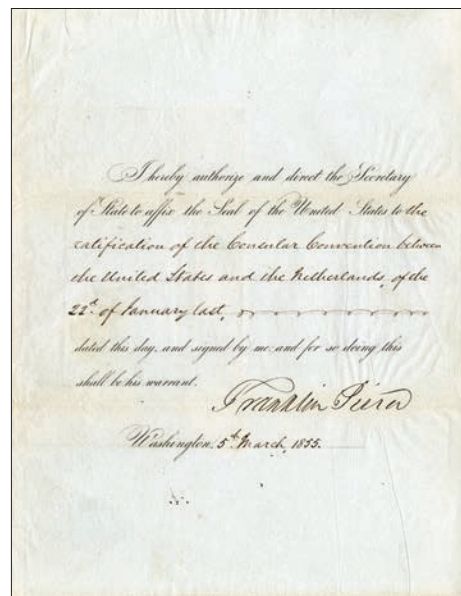 I hereby authorize and direct the Secretary
of State to affix the Seal of the United States to the
ratification of the Consular Convention between
the United States and the Netherlands, of the
22d. of January last,
dated this day, and signed by me and for so doing this
shall be his warrant.
Franklin Pierce
Washington, 5th March, 1855.